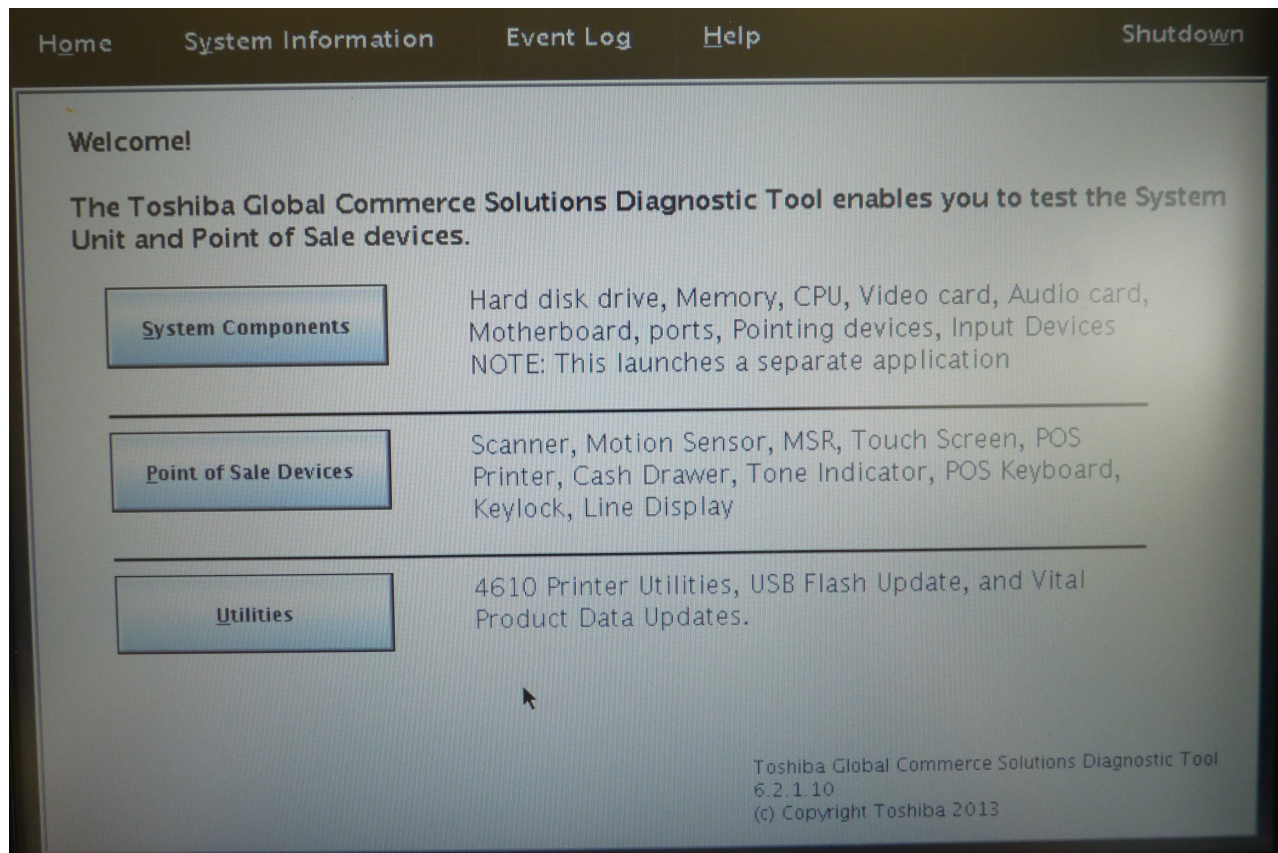 Home System Information Event Log Help Shutdown
Welcome!
The Toshiba Global Commerce Solutions Diagnostic Tool enables you to test the System
Unit and Point of Sale devices.
System Components
Hard disk drive, Memory, CPU, Video card, Audio card,
Motherboard, ports, Pointing devices, Input Devices
NOTE: This launches a separate application
Point of Sale Devices
Scanner, Motion Sensor, MSR, Touch Screen, POS
Printer, Cash Drawer, Tone Indicator, POS Keyboard,
Keylock, Line Display
Utilities
4610 Printer Utilities, USB Flash Update, and Vital
Product Data Updates.
Toshiba Global Commerce Solutions Diagnostic Tool
6.2.1.10
(c) Copyright Toshiba 2013